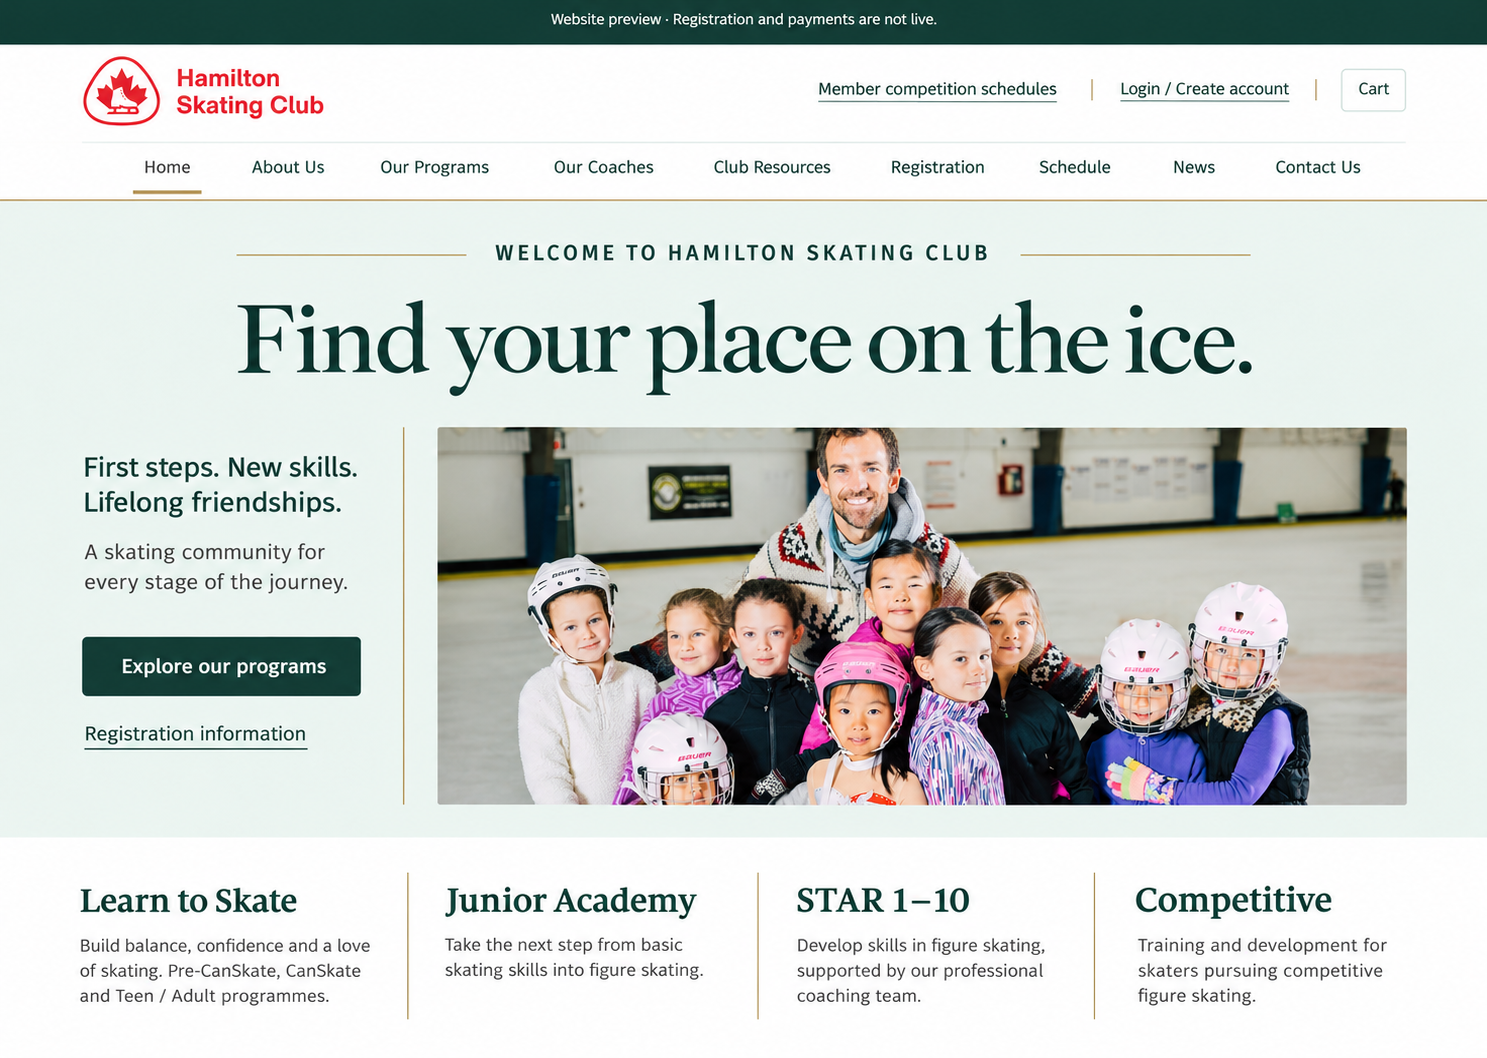 Website preview · Registration and payments are not live.
Hamilton
Skating Club
Member competition schedules
Login / Create account
Cart
Home
About Us
Our Programs
Our Coaches
Club Resources
Registration
Schedule
News
Contact Us
WELCOME TO HAMILTON SKATING CLUB
Find your place on the ice.
First steps. New skills.
Lifelong friendships.
A skating community for
every stage of the journey.
Explore our programs
Registration information
BAUER
BAUER
BAUER
BAUER
BAUER
Learn to Skate
Build balance, confidence and a love
of skating. Pre-CanSkate, CanSkate
and Teen / Adult programmes.
Junior Academy
Take the next step from basic
skating skills into figure skating.
STAR 1–10
Develop skills in figure skating,
supported by our professional
coaching team.
Competitive
Training and development for
skaters pursuing competitive
figure skating.